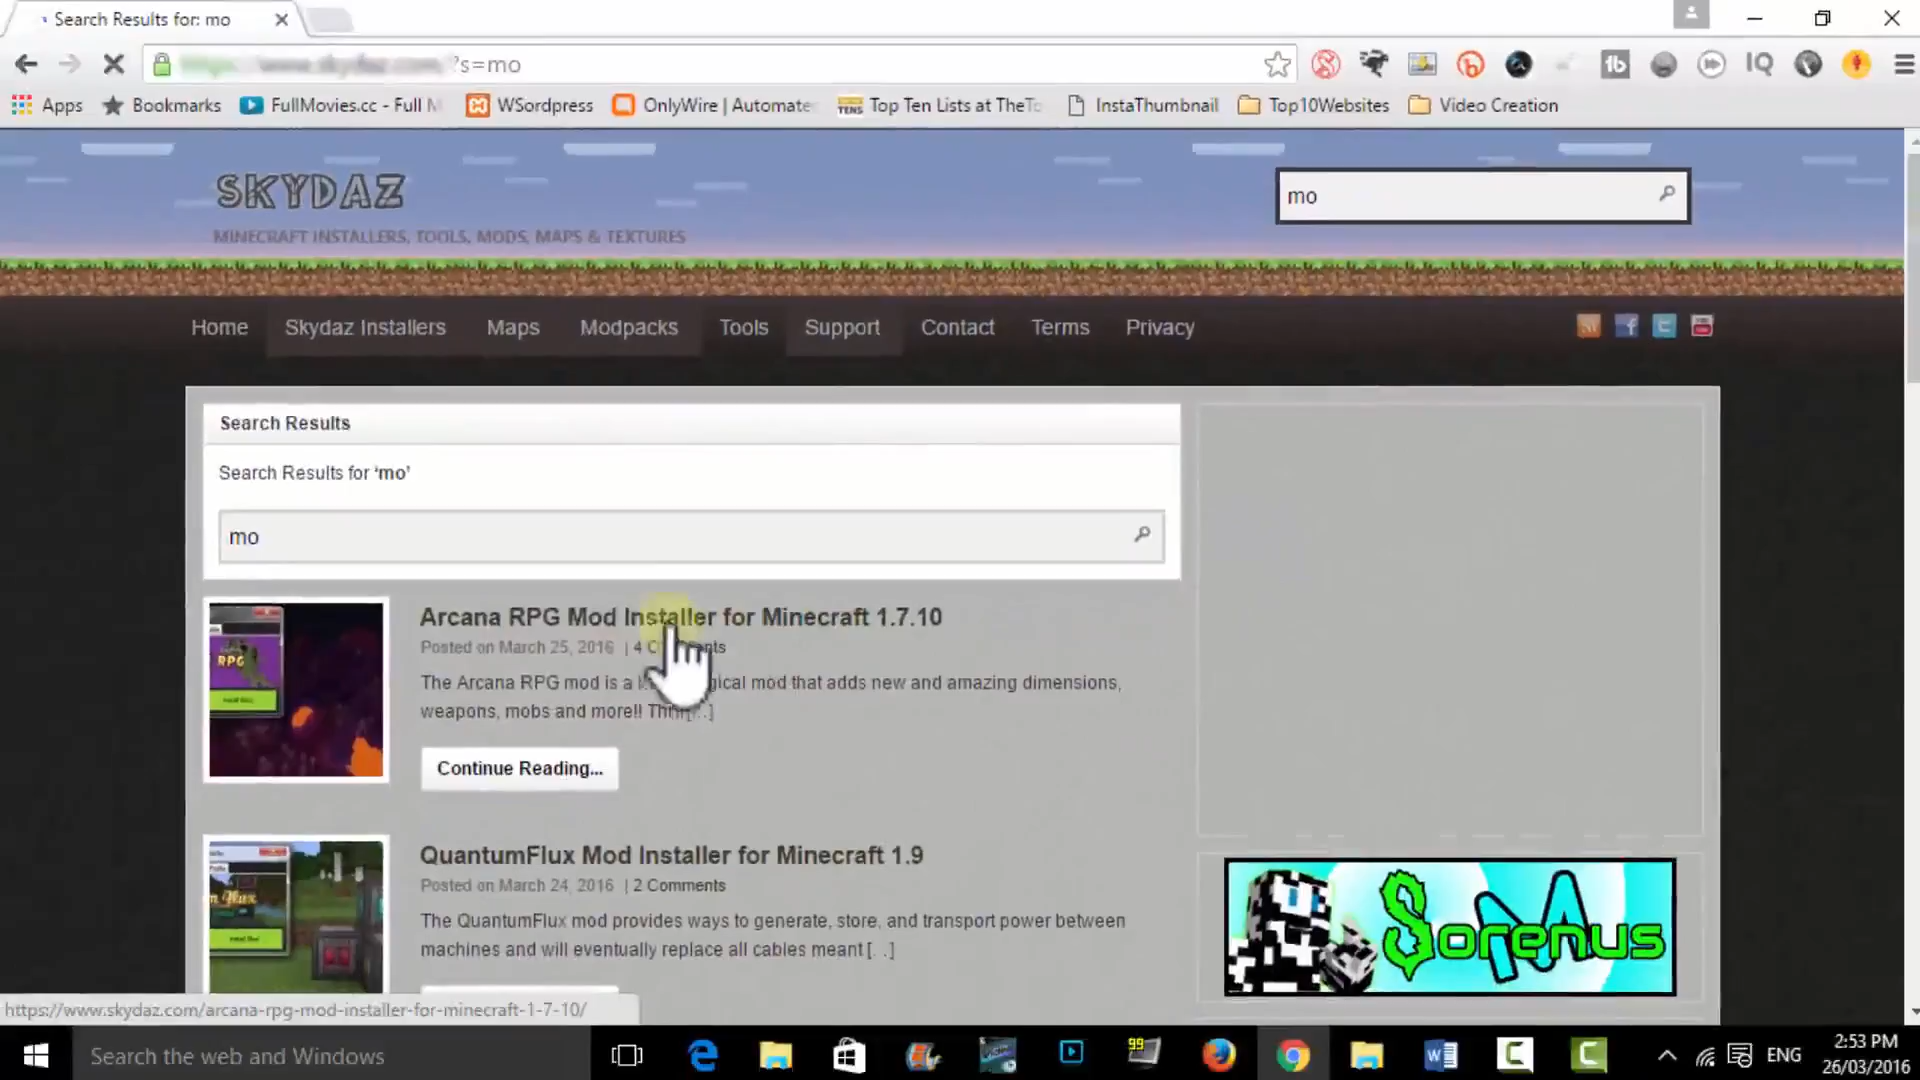 Search Results for: mo
?s=mo
Apps Bookmarks FullMovies.cc - Full M WSordpress OnlyWire | Automate Top Ten Lists at TheTo InstaThumbnail Top10Websites Video Creation
SKYDAZ
mo
MINECRAFT INSTALLERS, TOOLS, MODS, MAPS & TEXTURES
Home Skydaz Installers Maps Modpacks Tools Support Contact Terms Privacy
Search Results
Search Results for ‘mo’
mo
Arcana RPG Mod Installer for Minecraft 1.7.10
Posted on March 25, 2016 | 4
The Arcana RPG mod is a mod that adds new and amazing dimensions,
weapons, mobs and more!!
RPG
Continue Reading...
QuantumFlux Mod Installer for Minecraft 1.9
Posted on March 24, 2016 | 2 Comments
The QuantumFlux mod provides ways to generate, store, and transport power between
machines and will eventually replace all cables meant [...]
Sorenus M
https://www.skydaz.com/arcana-rpg-mod-installer-for-minecraft-1-7-10/
Search the web and Windows
99
ENG
2:53 PM
26/03/2016